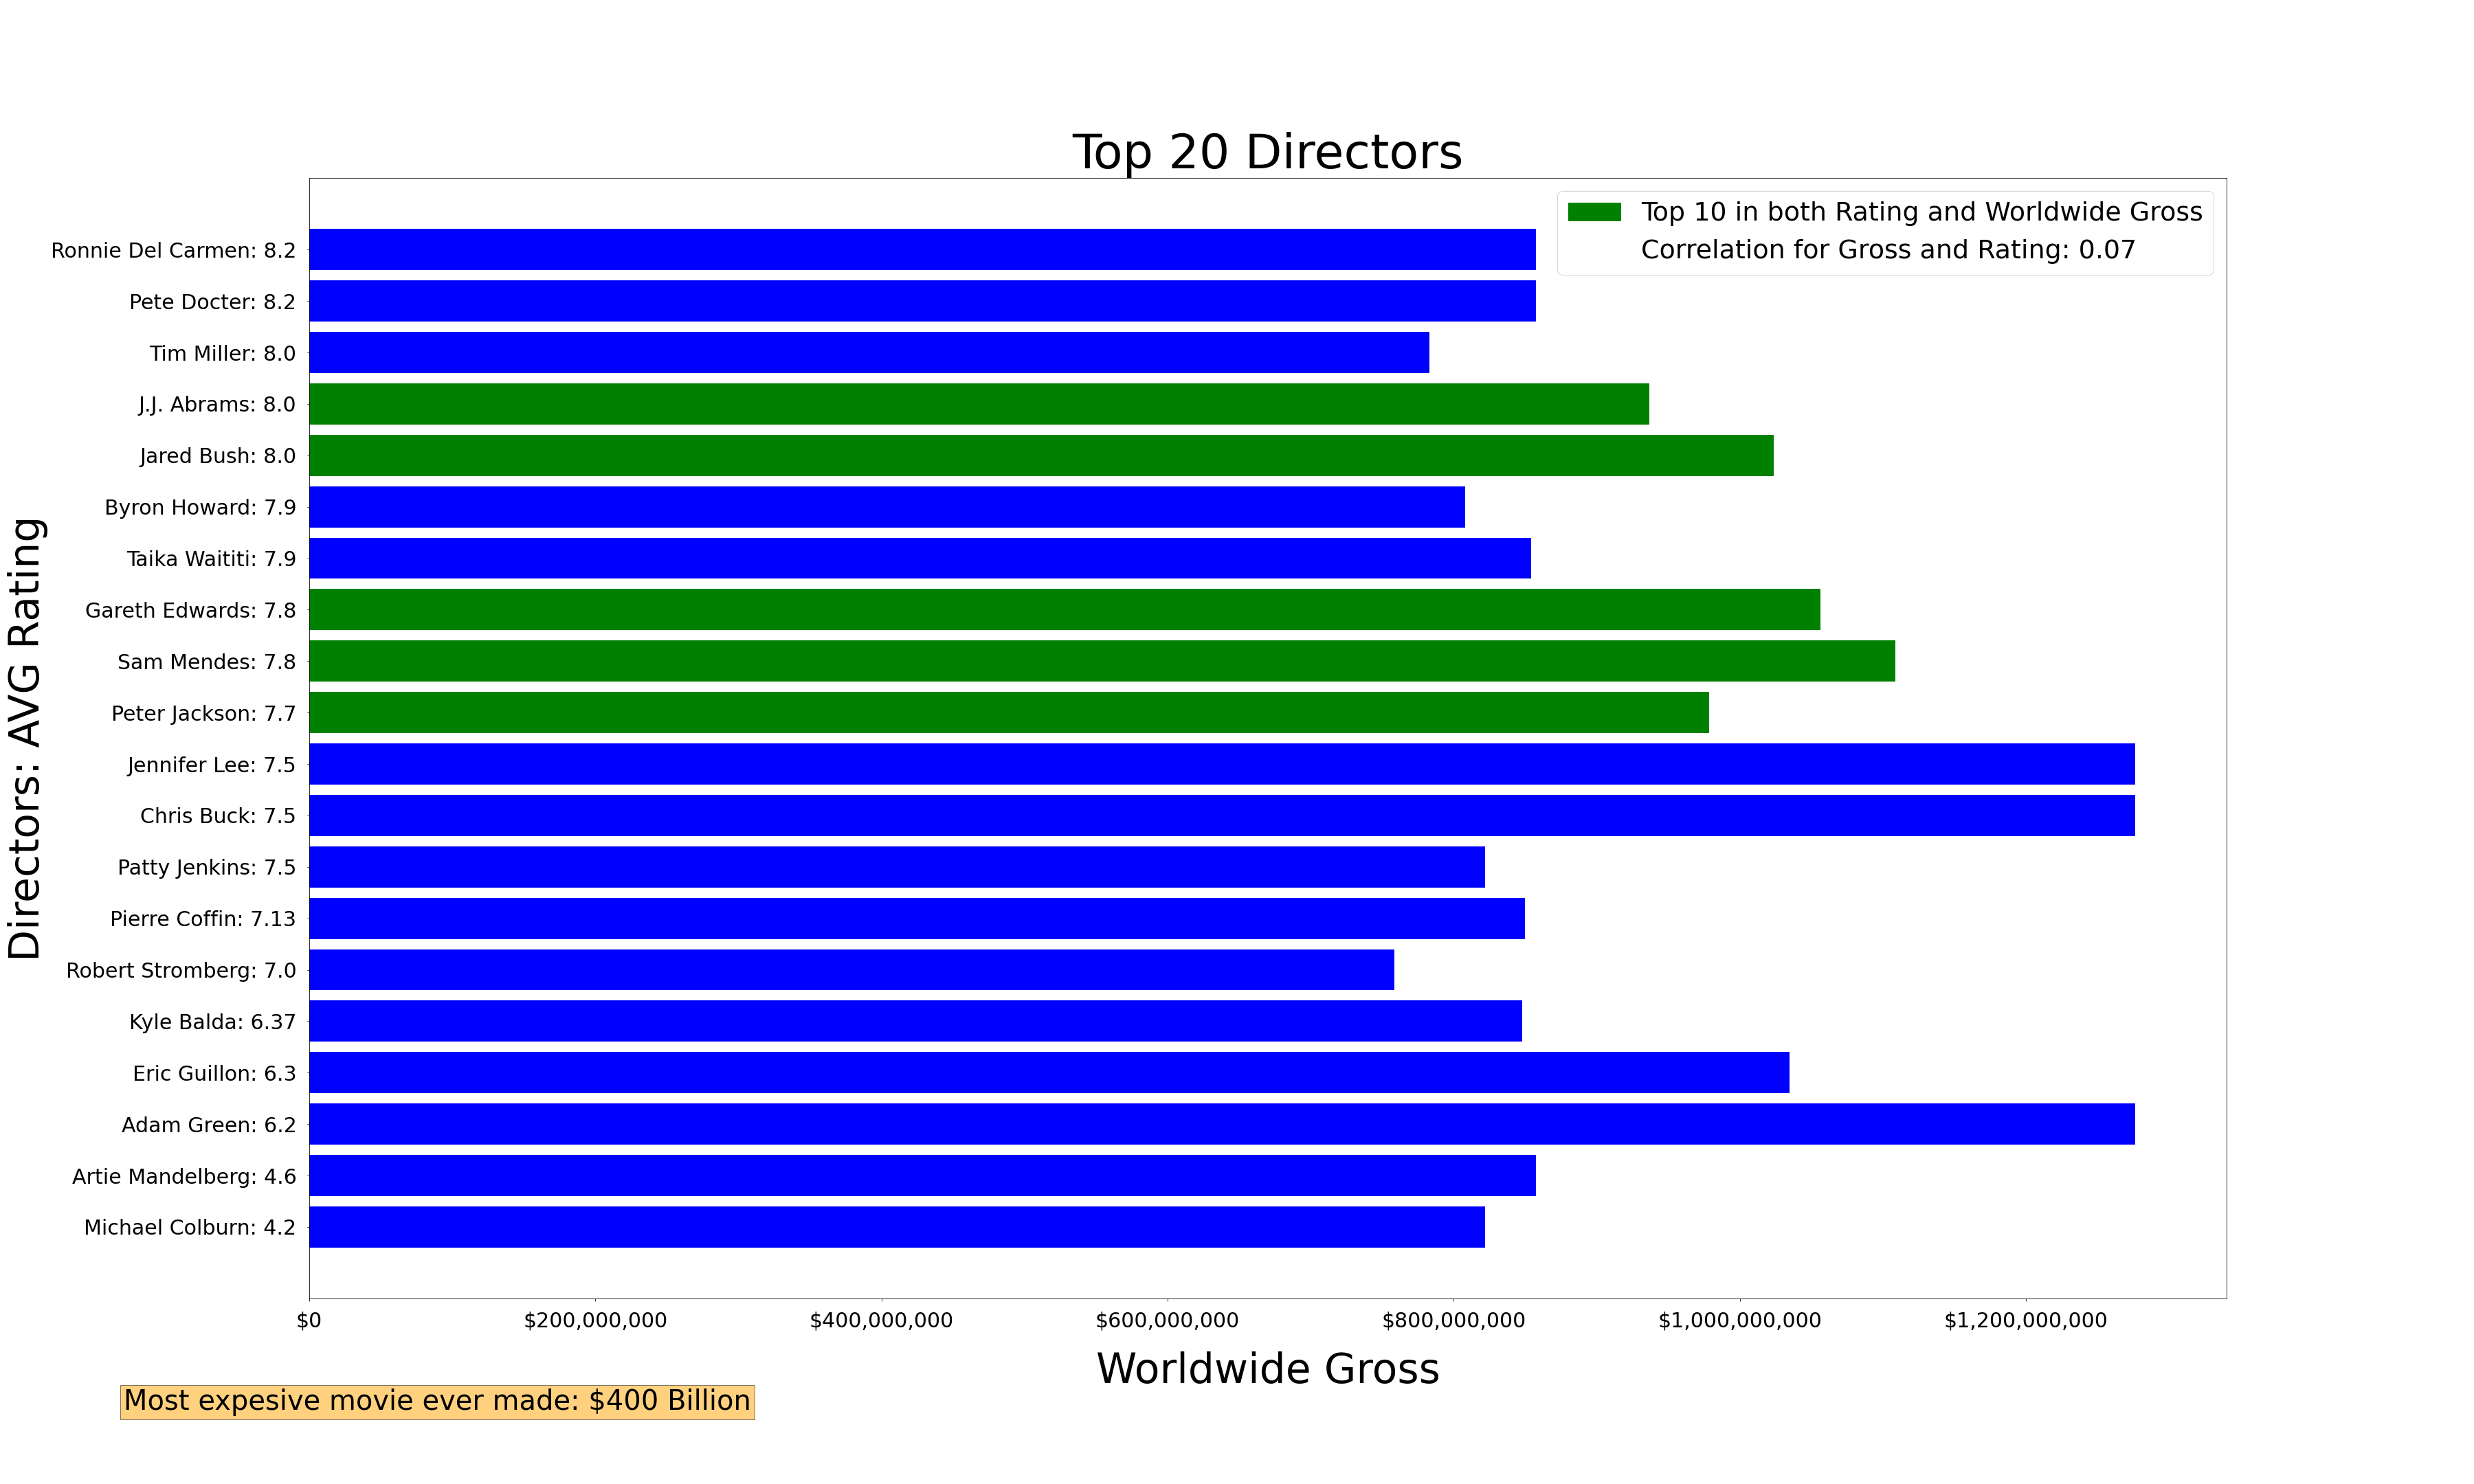 Top 20 Directors
Top 10 in both Rating and Worldwide Gross
Correlation for Gross and Rating: 0.07
Directors: AVG Rating
Ronnie Del Carmen: 8.2
Pete Docter: 8.2
Tim Miller: 8.0
J.J. Abrams: 8.0
Jared Bush: 8.0
Byron Howard: 7.9
Taika Waititi: 7.9
Gareth Edwards: 7.8
Sam Mendes: 7.8
Peter Jackson: 7.7
Jennifer Lee: 7.5
Chris Buck: 7.5
Patty Jenkins: 7.5
Pierre Coffin: 7.13
Robert Stromberg: 7.0
Kyle Balda: 6.37
Eric Guillon: 6.3
Adam Green: 6.2
Artie Mandelberg: 4.6
Michael Colburn: 4.2
$0 $200,000,000 $400,000,000 $600,000,000 $800,000,000 $1,000,000,000 $1,200,000,000
Worldwide Gross
Most expesive movie ever made: $400 Billion